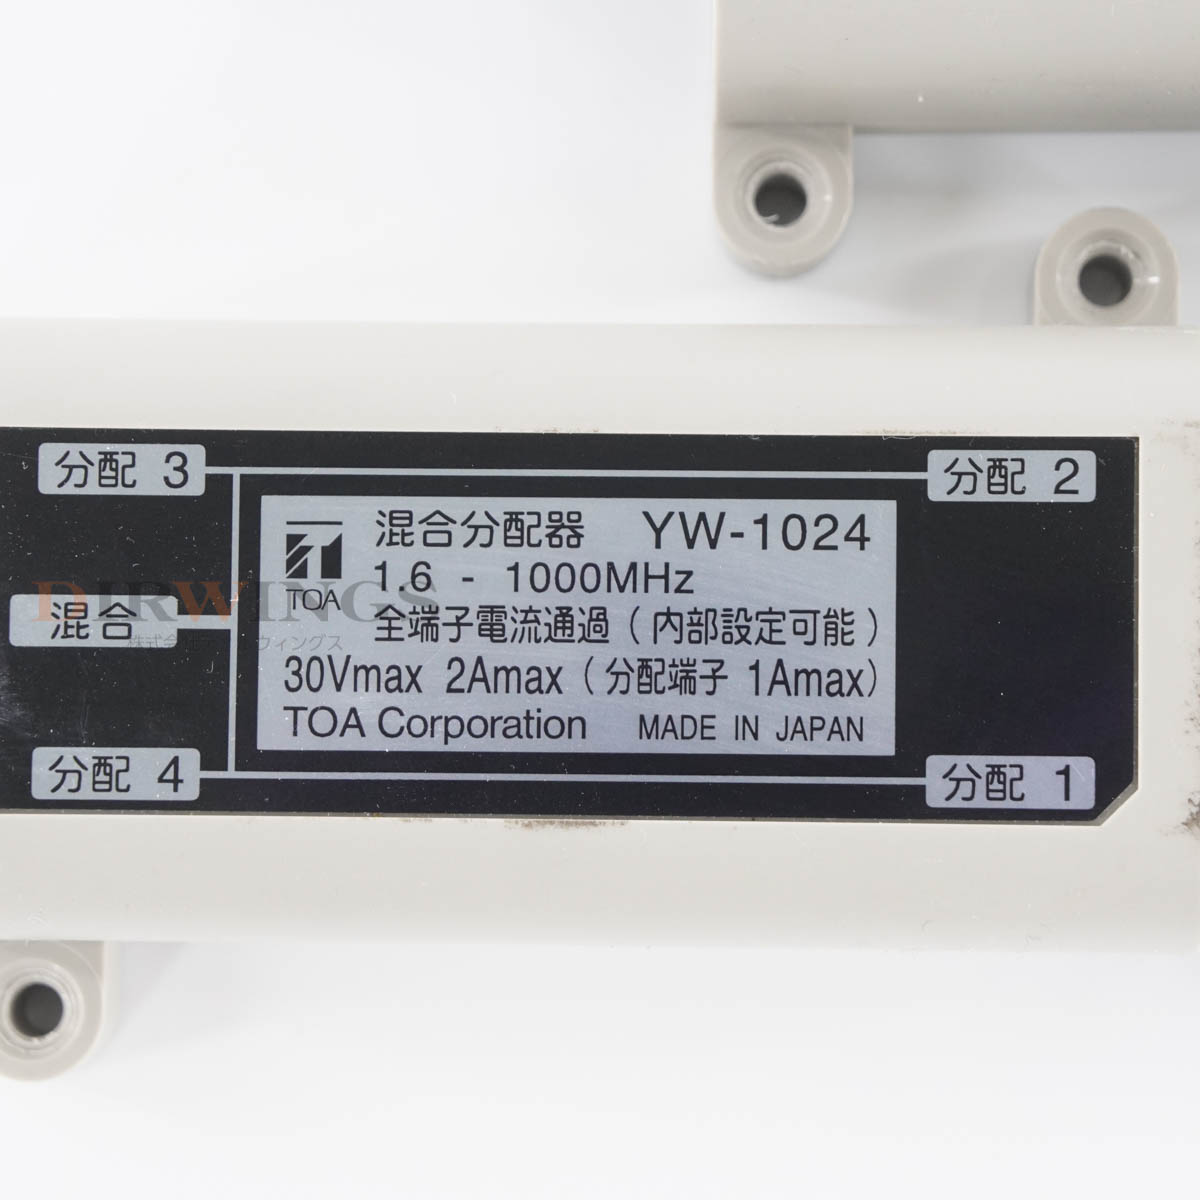 分配 3
分配 2
混合分配器 YW-1024
1.6 - 1000MHz
TOA
全端子電流通過 ( 内部設定可能 )
30Vmax 2Amax ( 分配端子 1Amax)
TOA Corporation MADE IN JAPAN
混合
DIRWINGS
分配 4
分配 1